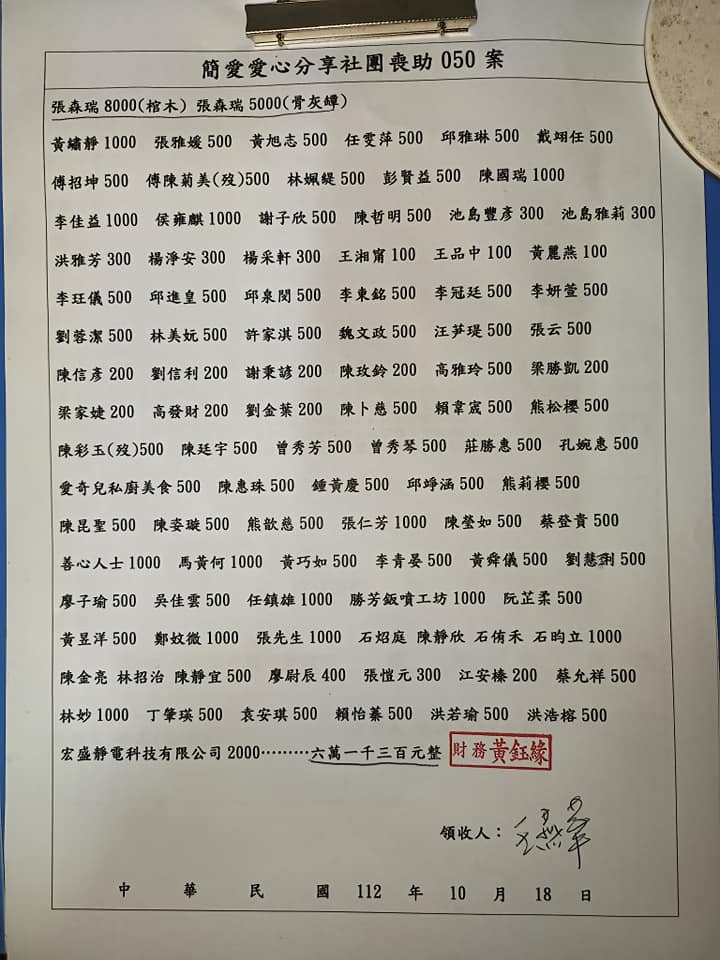 簡愛愛心分享社團喪助 050 案
張森瑞 8000(棺木) 張森瑞 5000(骨灰罈)
黃繡靜 1000 張雅媛 500 黃旭志 500 任雯萍 500 邱雅琳 500 戴翊任 500
傅招坤 500 傅陳菊美(歿)500 林姵緹 500 彭賢益 500 陳國瑞 1000
李佳益 1000 侯雍麒 1000 謝子欣 500 陳哲明 500 池島豐彥 300 池島雅莉 300
洪雅芳 300 楊淨安 300 楊采軒 300 王湘甯 100 王品中 100 黃麗燕 100
李玨儀 500 邱進皇 500 邱泉閔 500 李東銘 500 李冠廷 500 李妍萱 500
劉蓉潔 500 林美妧 500 許家淇 500 魏文政 500 汪笋瑅 500 張云 500
陳信彥 200 劉信利 200 謝秉諺 200 陳玫鈴 200 高雅玲 500 梁勝凱 200
梁家婕 200 高發財 200 劉金葉 200 陳卜慈 500 賴韋宬 500 熊松櫻 500
陳彩玉(歿)500 陳廷宇 500 曾秀芳 500 曾秀琴 500 莊勝惠 500 孔婉惠 500
愛奇兒私廚美食 500 陳惠珠 500 鍾黃慶 500 邱竫涵 500 熊莉櫻 500
陳昆聖 500 陳姿璇 500 熊歆慈 500 張仁芳 1000 陳瑩如 500 蔡登貴 500
善心人士 1000 馬黃何 1000 黃巧如 500 李青晏 500 黃舜儀 500 劉慧琍 500
廖子瑜 500 吳佳雲 500 任鎮雄 1000 勝芳鈑噴工坊 1000 阮芷柔 500
黃昱洋 500 鄭妏微 1000 張先生 1000 石炤庭 陳靜欣 石侑禾 石昀立 1000
陳金亮 林招治 陳靜宜 500 廖尉辰 400 張愷元 300 江安榛 200 蔡允祥 500
林妙 1000 丁肇瑛 500 袁安琪 500 賴怡蓁 500 洪若瑜 500 洪浩榕 500
宏盛靜電科技有限公司 2000⋯⋯⋯六萬一千三百元整 財務 黃鈺緣
領收人：
中 華 民 國 112 年 10 月 18 日